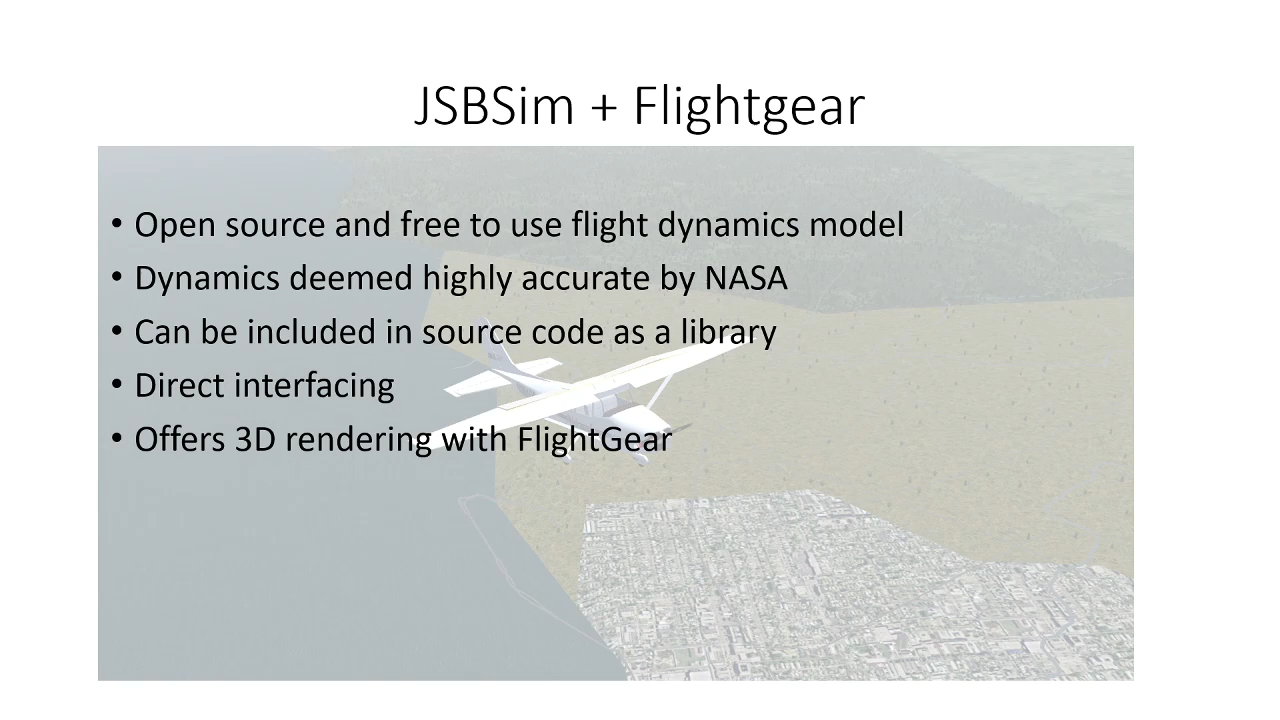 JSBSim + Flightgear
• Open source and free to use flight dynamics model
• Dynamics deemed highly accurate by NASA
• Can be included in source code as a library
• Direct interfacing
• Offers 3D rendering with FlightGear